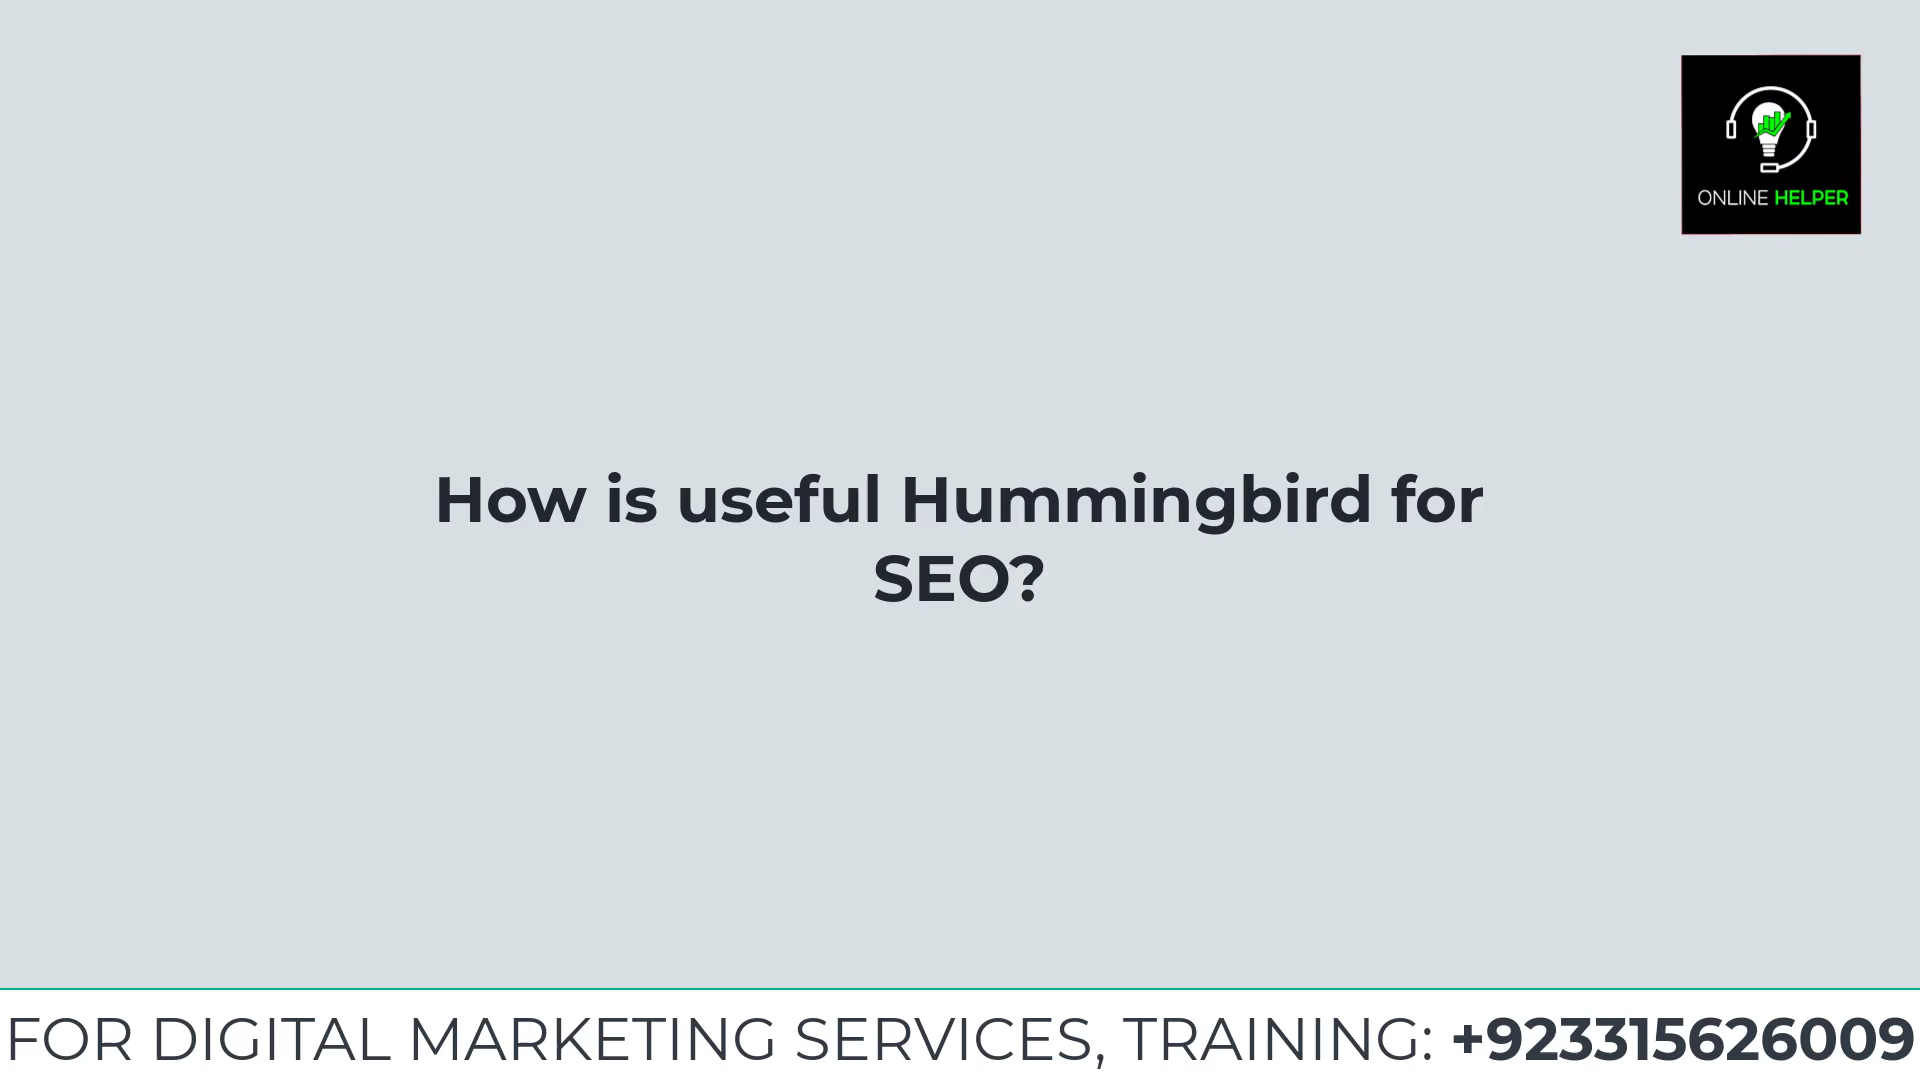 ONLINE HELPER
How is useful Hummingbird for
SEO?
FOR DIGITAL MARKETING SERVICES, TRAINING: +923315626009